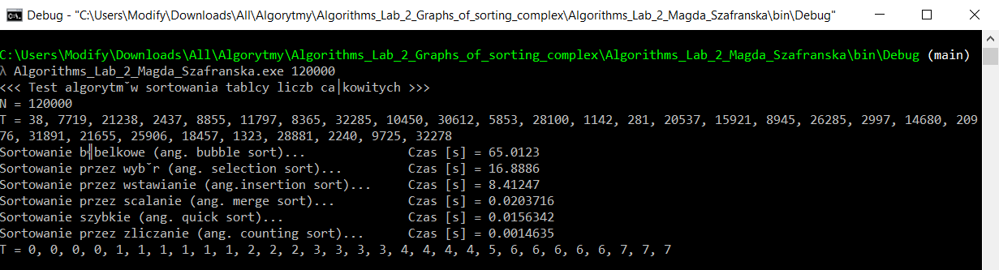 Debug - "C:\Users\Modify\Downloads\All\Algorytmy\Algorithms_Lab_2_Graphs_of_sorting_complex\Algorithms_Lab_2_Magda_Szafranska\bin\Debug"
C:\Users\Modify\Downloads\All\Algorytmy\Algorithms_Lab_2_Graphs_of_sorting_complex\Algorithms_Lab_2_Magda_Szafranska\bin\Debug (main)
λ Algorithms_Lab_2_Magda_Szafranska.exe 120000
<<< Test algorytm˘w sortowania tablcy liczb ca|kowitych >>>
N = 120000
T = 38, 7719, 21238, 2437, 8855, 11797, 8365, 32285, 10450, 30612, 5853, 28100, 1142, 281, 20537, 15921, 8945, 26285, 2997, 14680, 209
76, 31891, 21655, 25906, 18457, 1323, 28881, 2240, 9725, 32278
Sortowanie b╣belkowe (ang. bubble sort)... Czas [s] = 65.0123
Sortowanie przez wyb˘r (ang. selection sort)... Czas [s] = 16.8886
Sortowanie przez wstawianie (ang.insertion sort)... Czas [s] = 8.41247
Sortowanie przez scalanie (ang. merge sort)... Czas [s] = 0.0203716
Sortowanie szybkie (ang. quick sort)... Czas [s] = 0.0156342
Sortowanie przez zliczanie (ang. counting sort)... Czas [s] = 0.0014635
T = 0, 0, 0, 0, 1, 1, 1, 1, 1, 1, 2, 2, 2, 3, 3, 3, 3, 4, 4, 4, 4, 5, 6, 6, 6, 6, 6, 7, 7, 7